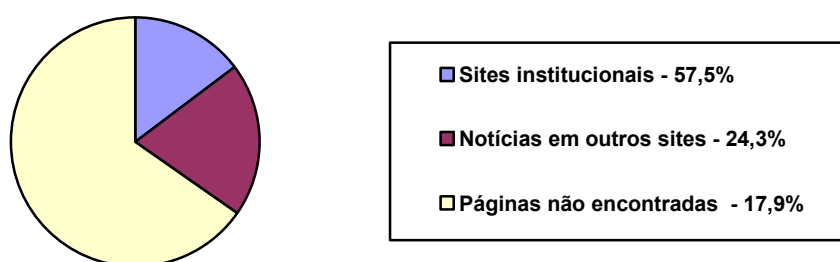 Sites institucionais - 57,5%
Notícias em outros sites - 24,3%
Páginas não encontradas - 17,9%